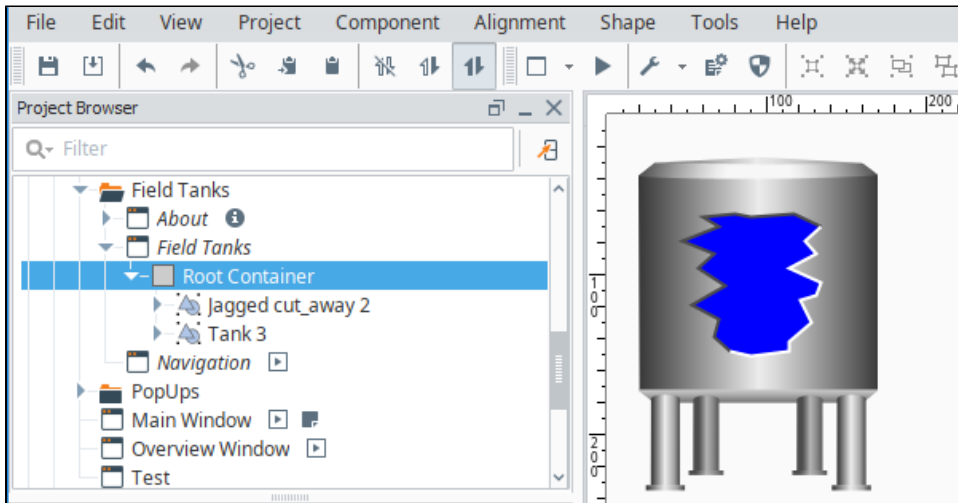 File Edit View Project Component Alignment Shape Tools Help
Project Browser
Filter
Field Tanks
About
Field Tanks
Root Container
Jagged cut_away 2
Tank 3
Navigation
PopUps
Main Window
Overview Window
Test
100 200
100
200